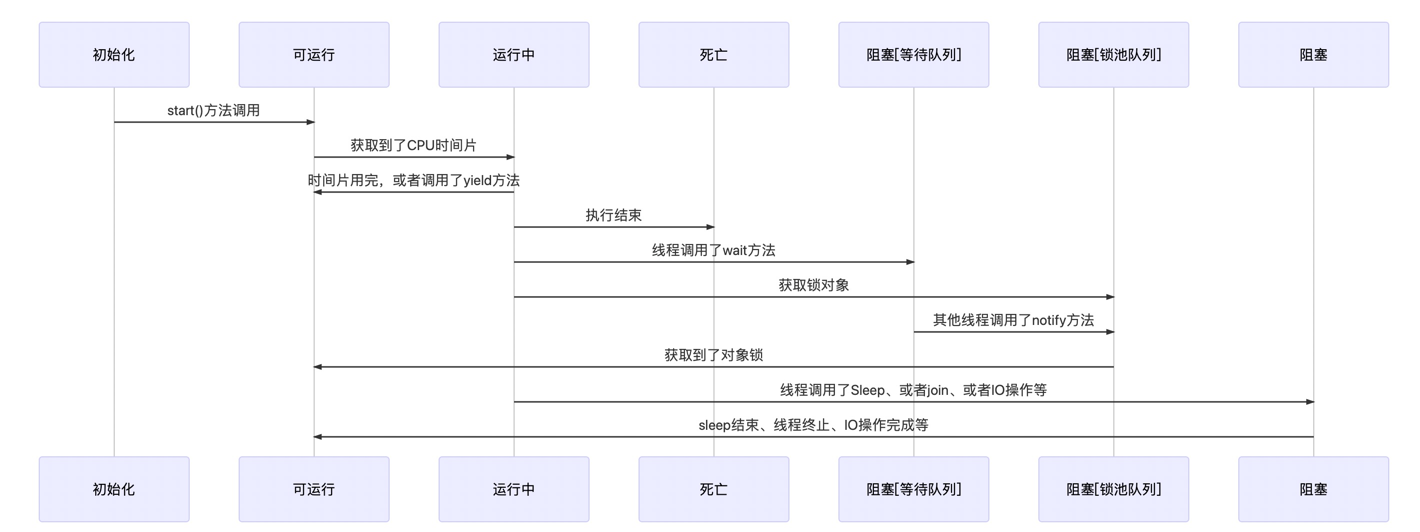 初始化
可运行
运行中
死亡
阻塞[等待队列]
阻塞[锁池队列]
阻塞
start()方法调用
获取到了CPU时间片
时间片用完，或者调用了yield方法
执行结束
线程调用了wait方法
获取锁对象
其他线程调用了notify方法
获取到了对象锁
线程调用了Sleep、或者join、或者IO操作等
sleep结束、线程终止、IO操作完成等
初始化
可运行
运行中
死亡
阻塞[等待队列]
阻塞[锁池队列]
阻塞